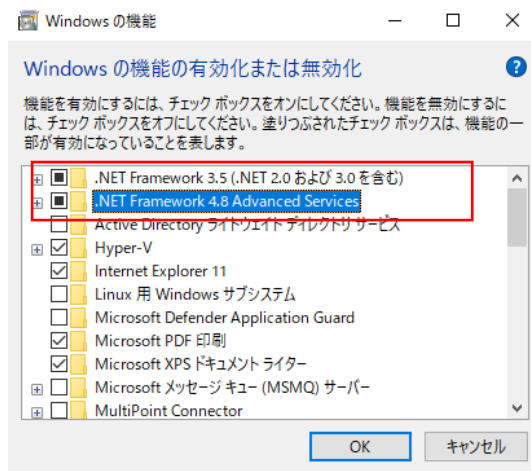 Windows の機能
Windows の機能の有効化または無効化
機能を有効にするには、チェック ボックスをオンにしてください。機能を無効にするに
は、チェック ボックスをオフにしてください。塗りつぶされたチェック ボックスは、機能の一
部が有効になっていることを表します。
.NET Framework 3.5 (.NET 2.0 および 3.0 を含む)
.NET Framework 4.8 Advanced Services
Active Directory ライトウェイト ディレクトリ サービス
Hyper-V
Internet Explorer 11
Linux 用 Windows サブシステム
Microsoft Defender Application Guard
Microsoft PDF 印刷
Microsoft XPS ドキュメント ライター
Microsoft メッセージ キュー (MSMQ) サーバー
MultiPoint Connector
OK キャンセル